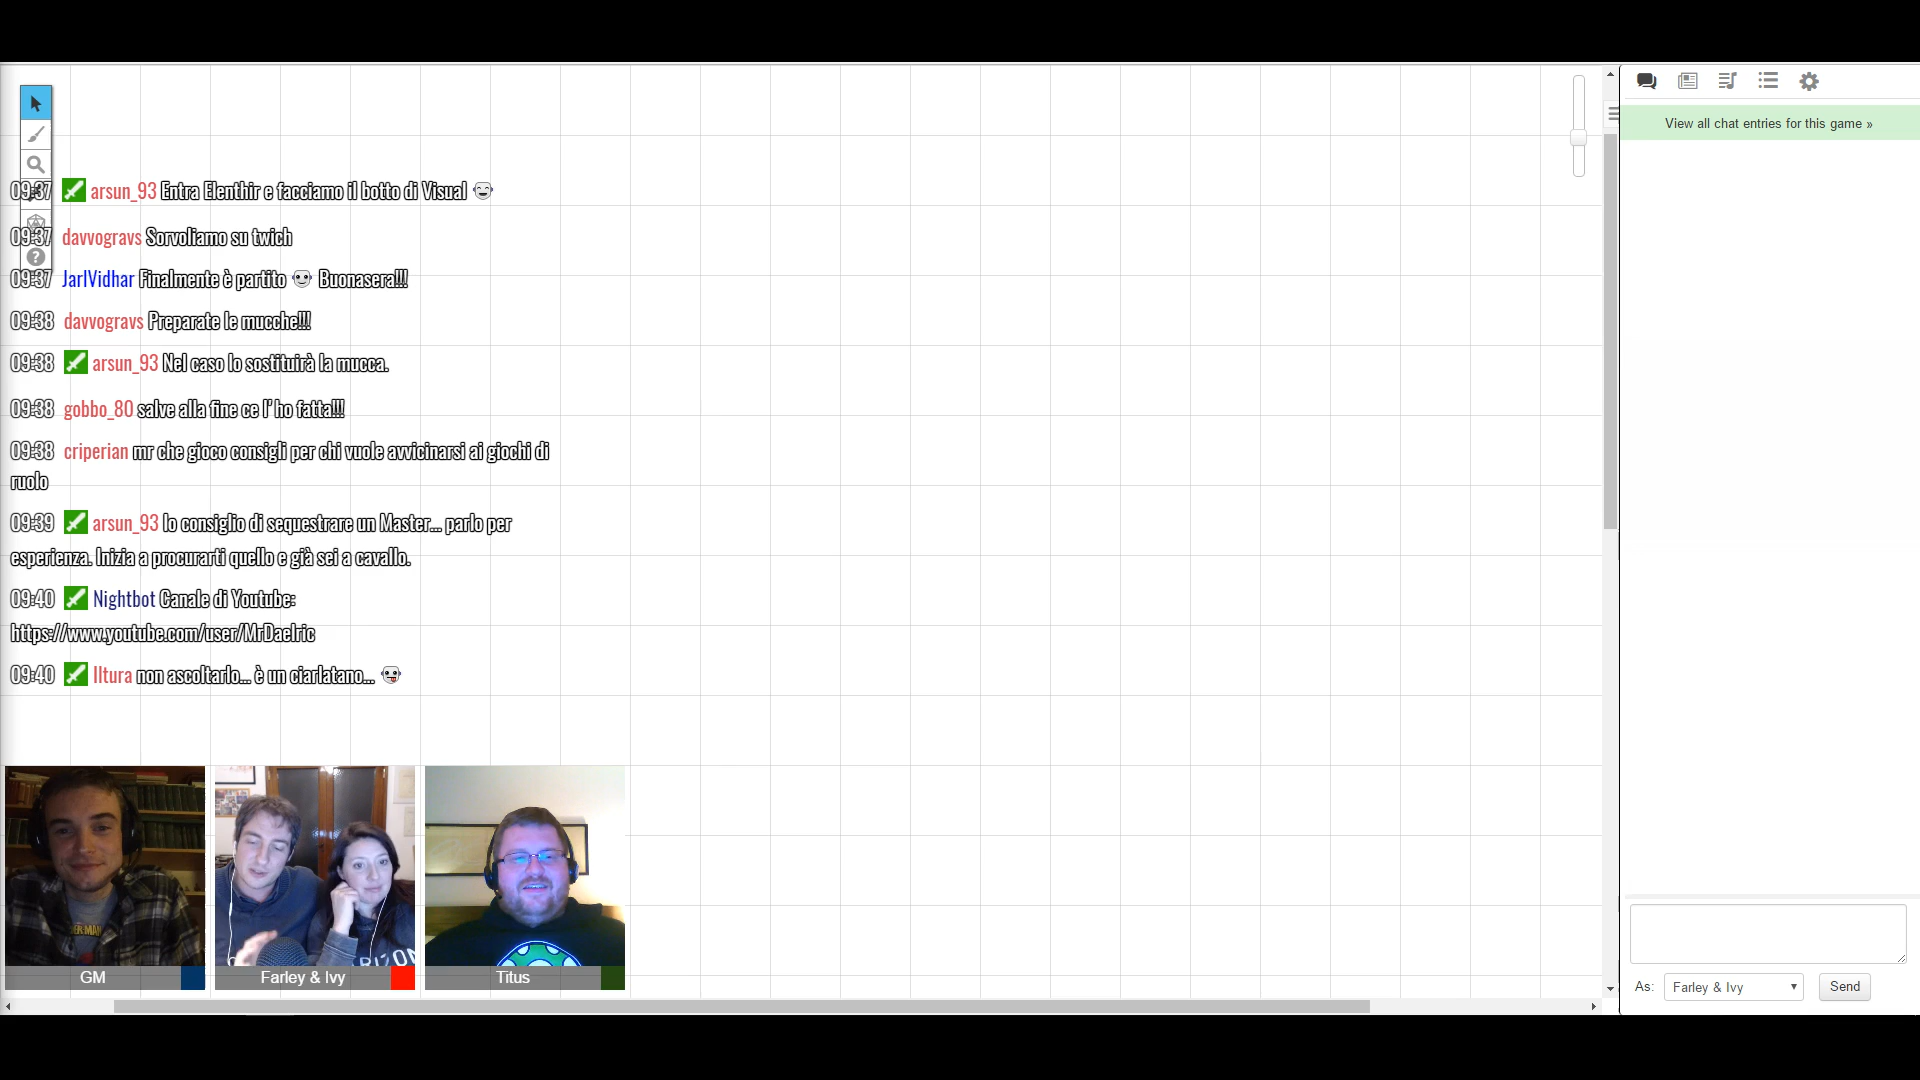 View all chat entries for this game »
09:37 arsun_93 Entra Elenthir e facciamo il botto di Visual
09:37 davvogravs Sorvoliamo su twich
09:37 JarlVidhar Finalmente è partito Buonasera!!!
09:38 davvogravs Preparate le mucche!!!
09:38 arsun_93 Nel caso lo sostituirà la mucca.
09:38 gobbo_80 salve alla fine ce l'ho fatta!!!
09:38 criperian mr che gioco consigli per chi vuole avvicinarsi ai giochi di
ruolo
09:39 arsun_93 Io consiglio di sequestrare un Master... parlo per
esperienza. Inizia a procurarti quello e già sei a cavallo.
09:40 Nightbot Canale di Youtube:
https://www.youtube.com/user/MrDaelric
09:40 Iltura non ascoltarlo... è un ciarlatano...
GM
Farley & Ivy
Titus
As: Farley & Ivy Send